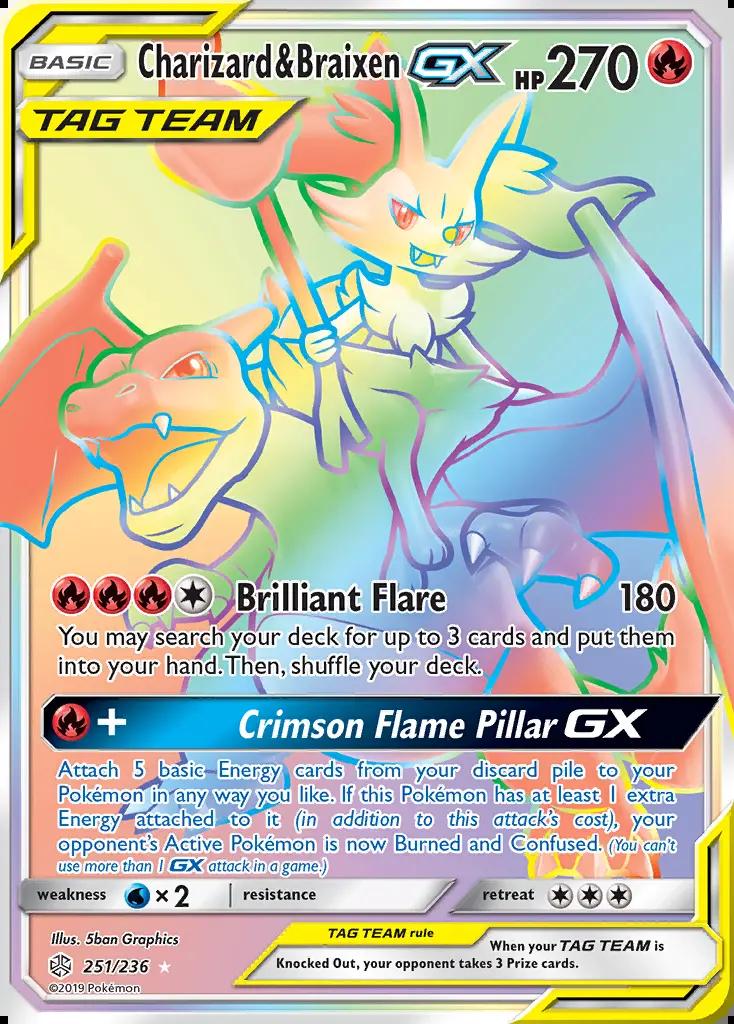 BASIC Charizard&Braixen GX HP270
TAG TEAM
Brilliant Flare 180
You may search your deck for up to 3 cards and put them
into your hand. Then, shuffle your deck.
+ Crimson Flame Pillar GX
Attach 5 basic Energy cards from your discard pile to your
Pokémon in any way you like. If this Pokémon has at least 1 extra
Energy attached to it (in addition to this attack's cost), your
opponent's Active Pokémon is now Burned and Confused. (You can't
use more than 1 GX attack in a game.)
weakness ×2 resistance retreat
Illus. 5ban Graphics
251/236
©2019 Pokémon
TAG TEAM rule
When your TAG TEAM is
Knocked Out, your opponent takes 3 Prize cards.